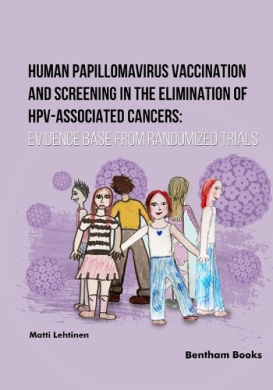 HUMAN PAPILLOMAVIRUS VACCINATION
AND SCREENING IN THE ELIMINATION OF
HPV-ASSOCIATED CANCERS:
EVIDENCE BASE FROM RANDOMIZED TRIALS
Matti Lehtinen
Bentham Books